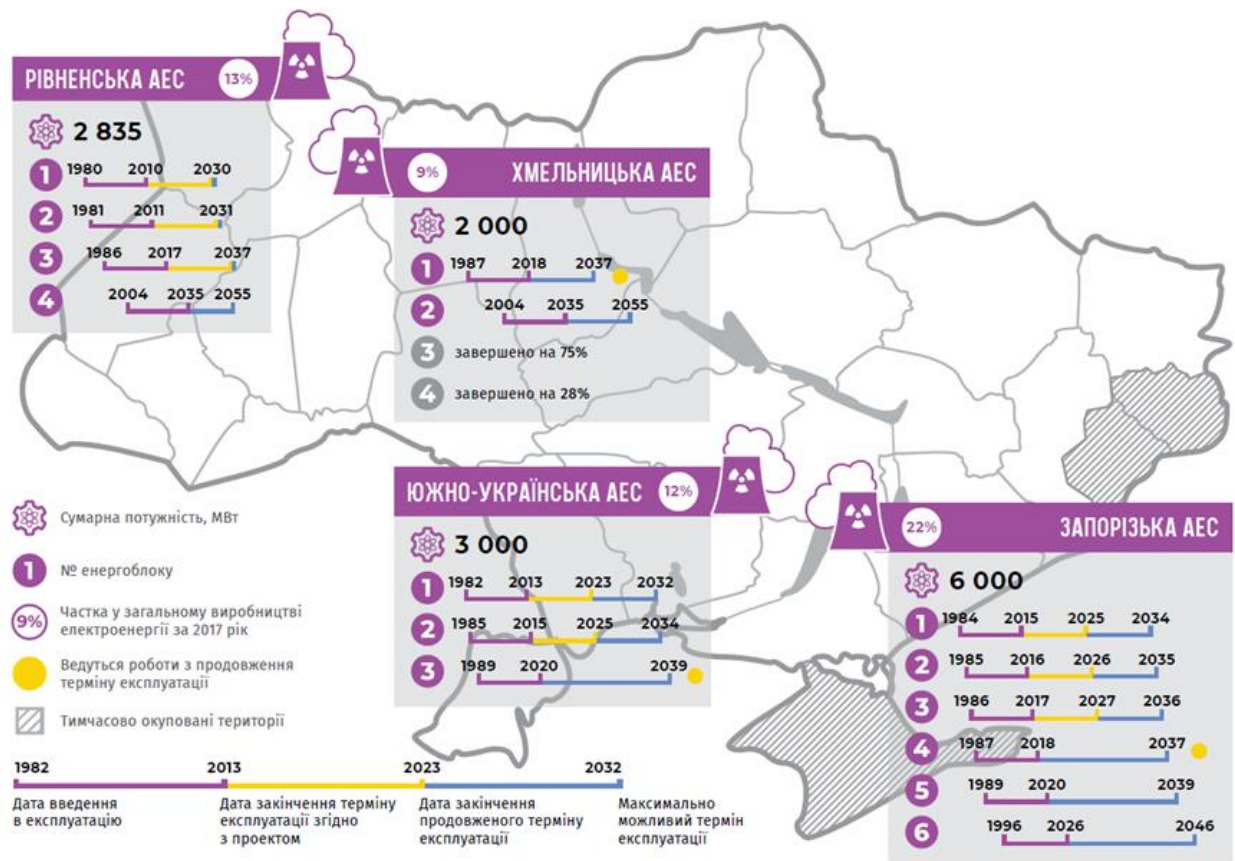 РІВНЕНСЬКА АЕС 13%
2 835
1 1980 2010 2030
2 1981 2011 2031
3 1986 2017 2037
4 2004 2035 2055
9% ХМЕЛЬНИЦЬКА АЕС
2 000
1 1987 2018 2037
2 2004 2035 2055
3 завершено на 75%
4 завершено на 28%
ЮЖНО-УКРАЇНСЬКА АЕС 12%
3 000
1 1982 2013 2023 2032
2 1985 2015 2025 2034
3 1989 2020 2039
22% ЗАПОРІЗЬКА АЕС
6 000
1 1984 2015 2025 2034
2 1985 2016 2026 2035
3 1986 2017 2027 2036
4 1987 2018 2037
5 1989 2020 2039
6 1996 2026 2046
Сумарна потужність, МВт
1 № енергоблоку
9% Частка у загальному виробництві
електроенергії за 2017 рік
Ведуться роботи з продовження
терміну експлуатації
Тимчасово окуповані території
1982 2013 2023 2032
Дата введення
в експлуатацію
Дата закінчення терміну
експлуатації згідно
з проектом
Дата закінчення
продовженого терміну
експлуатації
Максимально
можливий термін
експлуатації